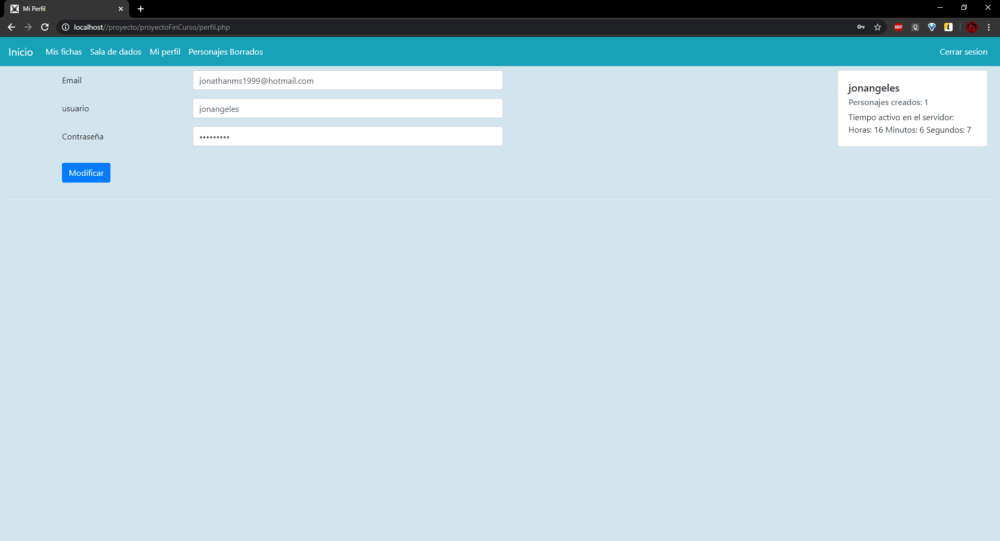 Mi Perfil
localhost//proyecto/proyectoFinCurso/perfil.php
ABP
Inicio Mis fichas Sala de dados Mi perfil Personajes Borrados Cerrar sesion
Email jonathanms1999@hotmail.com
usuario jonangeles
Contraseña •••••••••
Modificar
jonangeles
Personajes creados: 1
Tiempo activo en el servidor:
Horas: 16 Minutos: 6 Segundos: 7